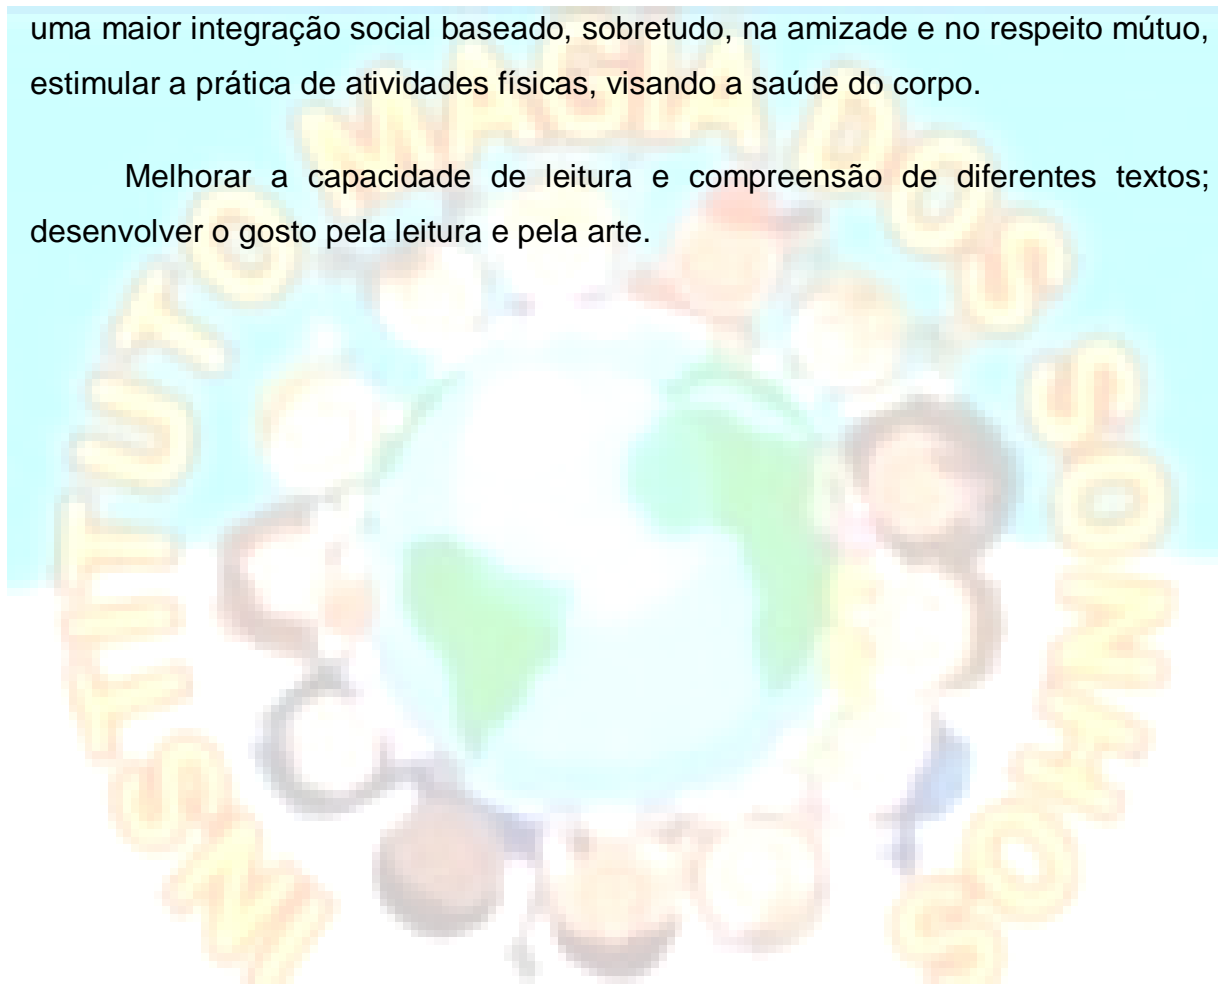 uma maior integração social baseado, sobretudo, na amizade e no respeito mútuo,
estimular a prática de atividades físicas, visando a saúde do corpo.
Melhorar a capacidade de leitura e compreensão de diferentes textos;
desenvolver o gosto pela leitura e pela arte.
INSTITUTO MAGIA DOS SONHOS